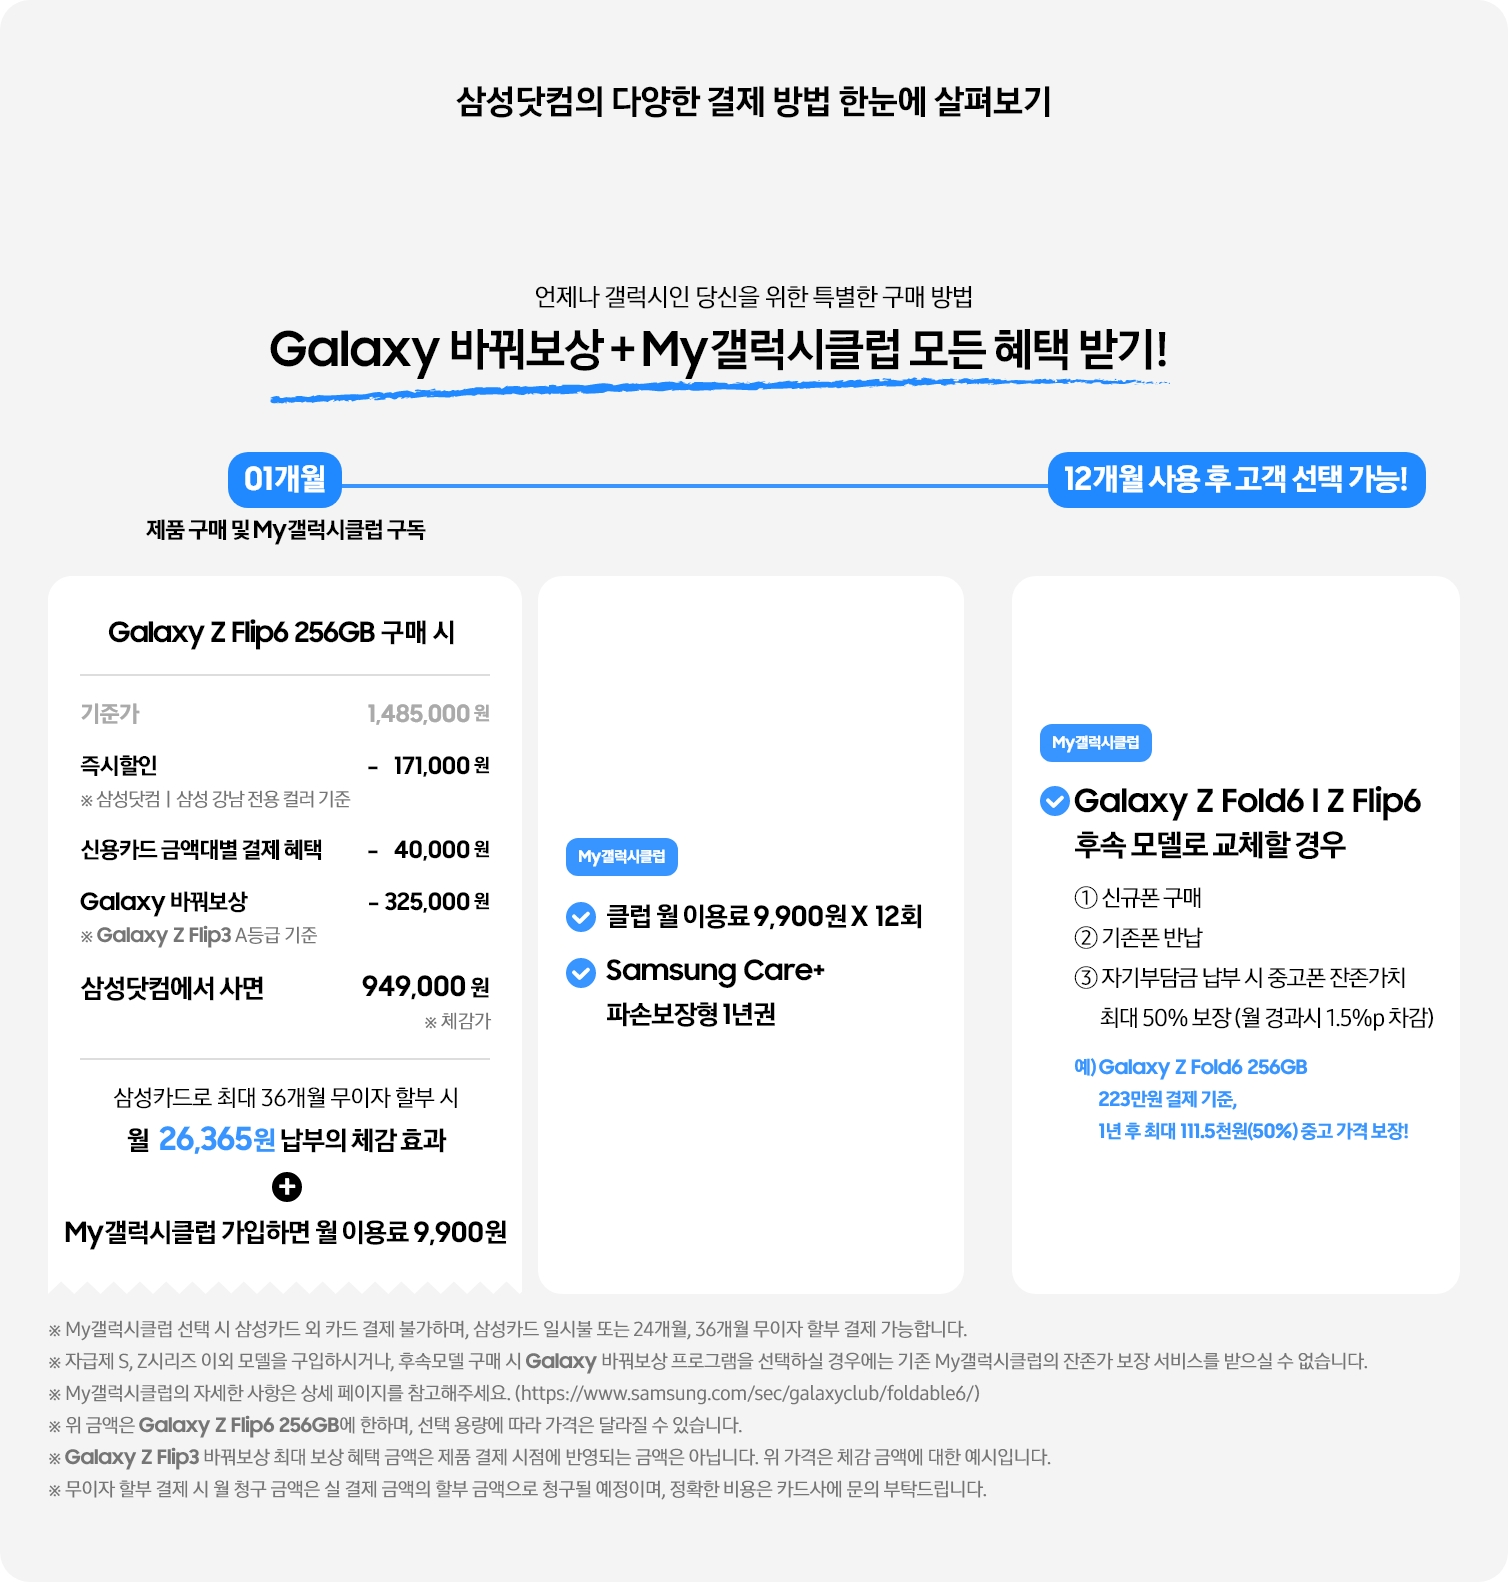 삼성닷컴의 다양한 결제 방법 한눈에 살펴보기
언제나 갤럭시인 당신을 위한 특별한 구매 방법
Galaxy 바꿔보상 + My갤럭시클럽 모든 혜택 받기!
01개월
12개월 사용 후 고객 선택 가능!
제품 구매 및 My갤럭시클럽 구독
Galaxy Z Flip6 256GB 구매 시
기준가 1,485,000 원
즉시할인 - 171,000 원
※ 삼성닷컴 | 삼성 강남 전용 컬러 기준
신용카드 금액대별 결제 혜택 - 40,000 원
Galaxy 바꿔보상 - 325,000 원
※ Galaxy Z Flip3 A등급 기준
삼성닷컴에서 사면 949,000 원
※ 체감가
삼성카드로 최대 36개월 무이자 할부 시
월 26,365원 납부의 체감 효과
+
My갤럭시클럽 가입하면 월 이용료 9,900원
My갤럭시클럽
클럽 월 이용료 9,900원 X 12회
Samsung Care+
파손보장형 1년권
My갤럭시클럽
Galaxy Z Fold6 l Z Flip6
후속 모델로 교체할 경우
① 신규폰 구매
② 기존폰 반납
③ 자기부담금 납부 시 중고폰 잔존가치
최대 50% 보장 (월 경과시 1.5%p 차감)
예) Galaxy Z Fold6 256GB
223만원 결제 기준,
1년 후 최대 111.5천원(50%) 중고 가격 보장!
※ My갤럭시클럽 선택 시 삼성카드 외 카드 결제 불가하며, 삼성카드 일시불 또는 24개월, 36개월 무이자 할부 결제 가능합니다.
※ 자급제 S, Z시리즈 이외 모델을 구입하시거나, 후속모델 구매 시 Galaxy 바꿔보상 프로그램을 선택하실 경우에는 기존 My갤럭시클럽의 잔존가 보장 서비스를 받으실 수 없습니다.
※ My갤럭시클럽의 자세한 사항은 상세 페이지를 참고해주세요. (https://www.samsung.com/sec/galaxyclub/foldable6/)
※ 위 금액은 Galaxy Z Flip6 256GB에 한하며, 선택 용량에 따라 가격은 달라질 수 있습니다.
※ Galaxy Z Flip3 바꿔보상 최대 보상 혜택 금액은 제품 결제 시점에 반영되는 금액은 아닙니다. 위 가격은 체감 금액에 대한 예시입니다.
※ 무이자 할부 결제 시 월 청구 금액은 실 결제 금액의 할부 금액으로 청구될 예정이며, 정확한 비용은 카드사에 문의 부탁드립니다.